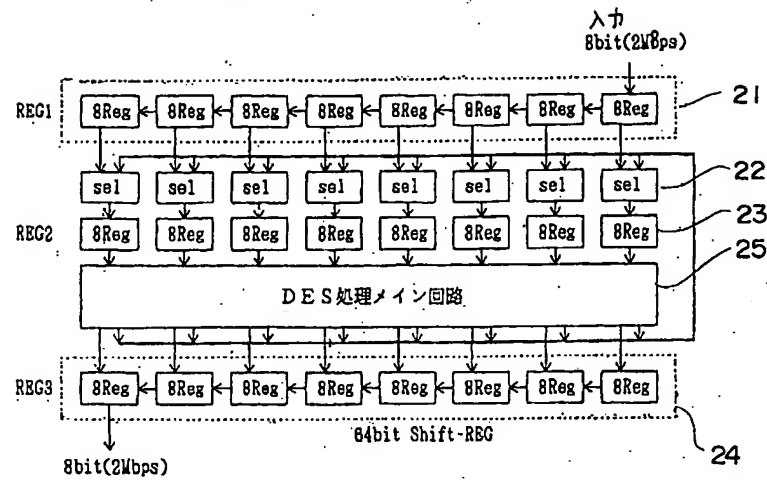 入力
8bit(2MBps)
REG1 8Reg 8Reg 8Reg 8Reg 8Reg 8Reg 8Reg 8Reg 21
sel sel sel sel sel sel sel sel 22
REG2 8Reg 8Reg 8Reg 8Reg 8Reg 8Reg 8Reg 8Reg 23
DES処理メイン回路 25
REG3 8Reg 8Reg 8Reg 8Reg 8Reg 8Reg 8Reg 8Reg
64bit Shift-REG 24
8bit(2Mbps)